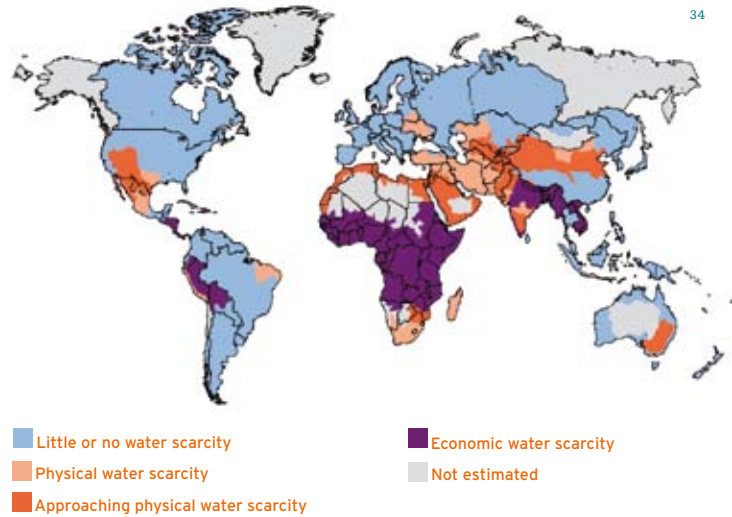 34
Little or no water scarcity
Physical water scarcity
Approaching physical water scarcity
Economic water scarcity
Not estimated